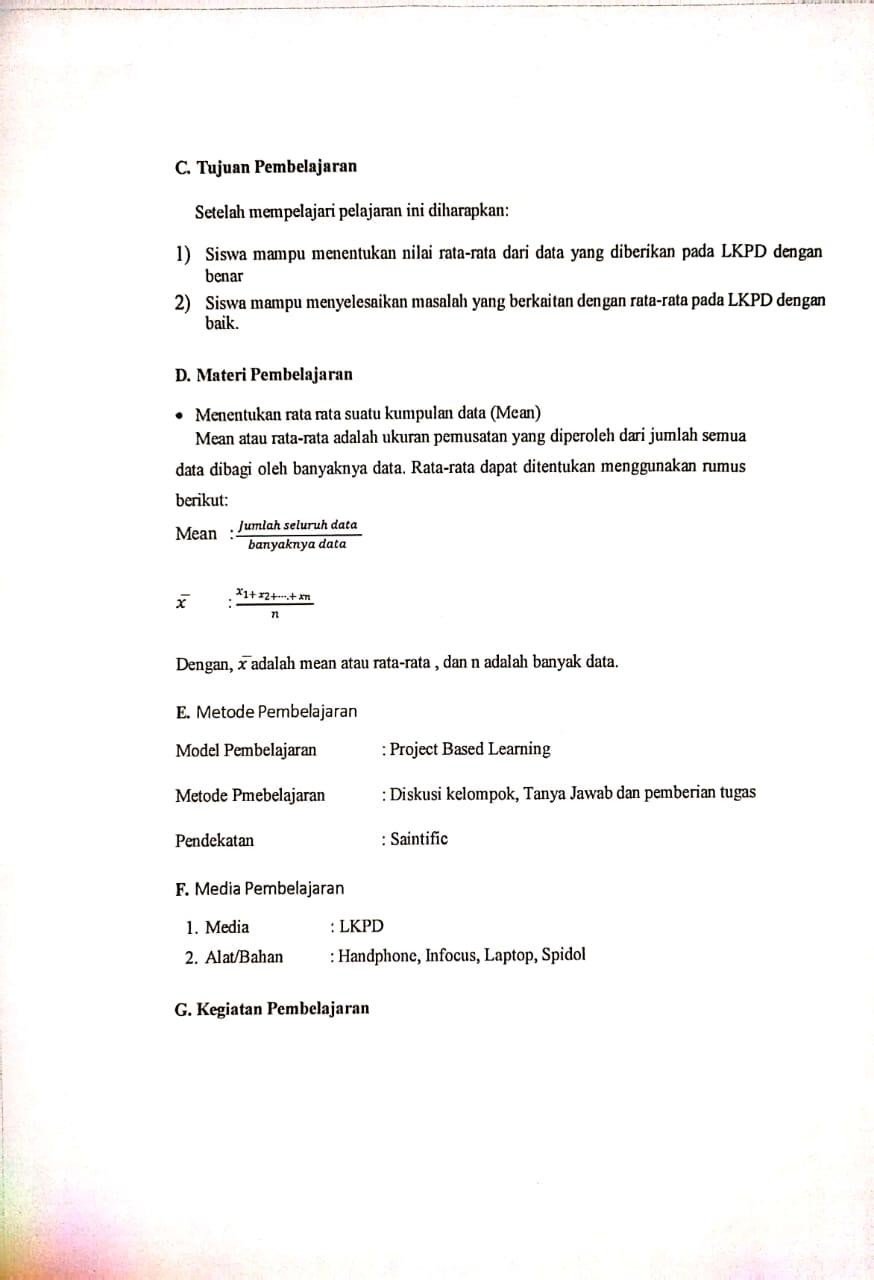 C. Tujuan Pembelajaran
Setelah mempelajari pelajaran ini diharapkan:
1) Siswa mampu menentukan nilai rata-rata dari data yang diberikan pada LKPD dengan
benar
2) Siswa mampu menyelesaikan masalah yang berkaitan dengan rata-rata pada LKPD dengan
baik.
D. Materi Pembelajaran
• Menentukan rata rata suatu kumpulan data (Mean)
Mean atau rata-rata adalah ukuran pemusatan yang diperoleh dari jumlah semua
data dibagi oleh banyaknya data. Rata-rata dapat ditentukan menggunakan rumus
berikut:
Mean : Jumlah seluruh data
banyaknya data
x̅ : x1+ x2+⋯.+ xn
n
Dengan, x̅ adalah mean atau rata-rata , dan n adalah banyak data.
E. Metode Pembelajaran
Model Pembelajaran : Project Based Learning
Metode Pmebelajaran : Diskusi kelompok, Tanya Jawab dan pemberian tugas
Pendekatan : Saintific
F. Media Pembelajaran
1. Media : LKPD
2. Alat/Bahan : Handphone, Infocus, Laptop, Spidol
G. Kegiatan Pembelajaran